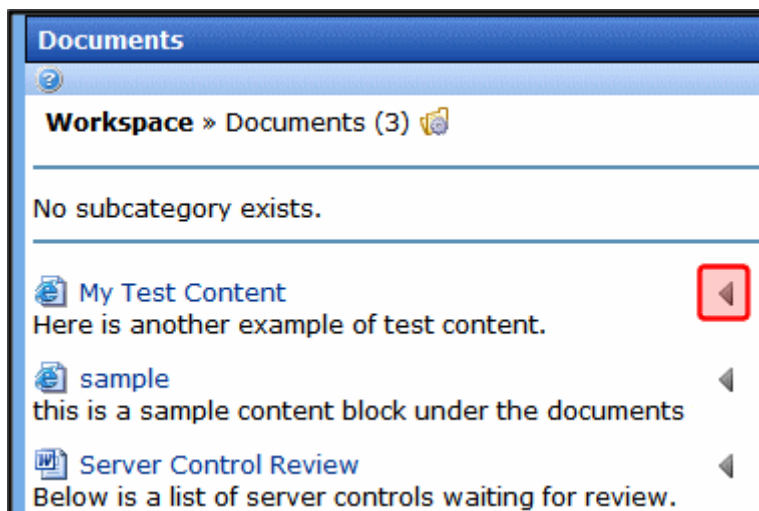 Documents
Workspace » Documents (3)
No subcategory exists.
My Test Content
Here is another example of test content.
sample
this is a sample content block under the documents
Server Control Review
Below is a list of server controls waiting for review.